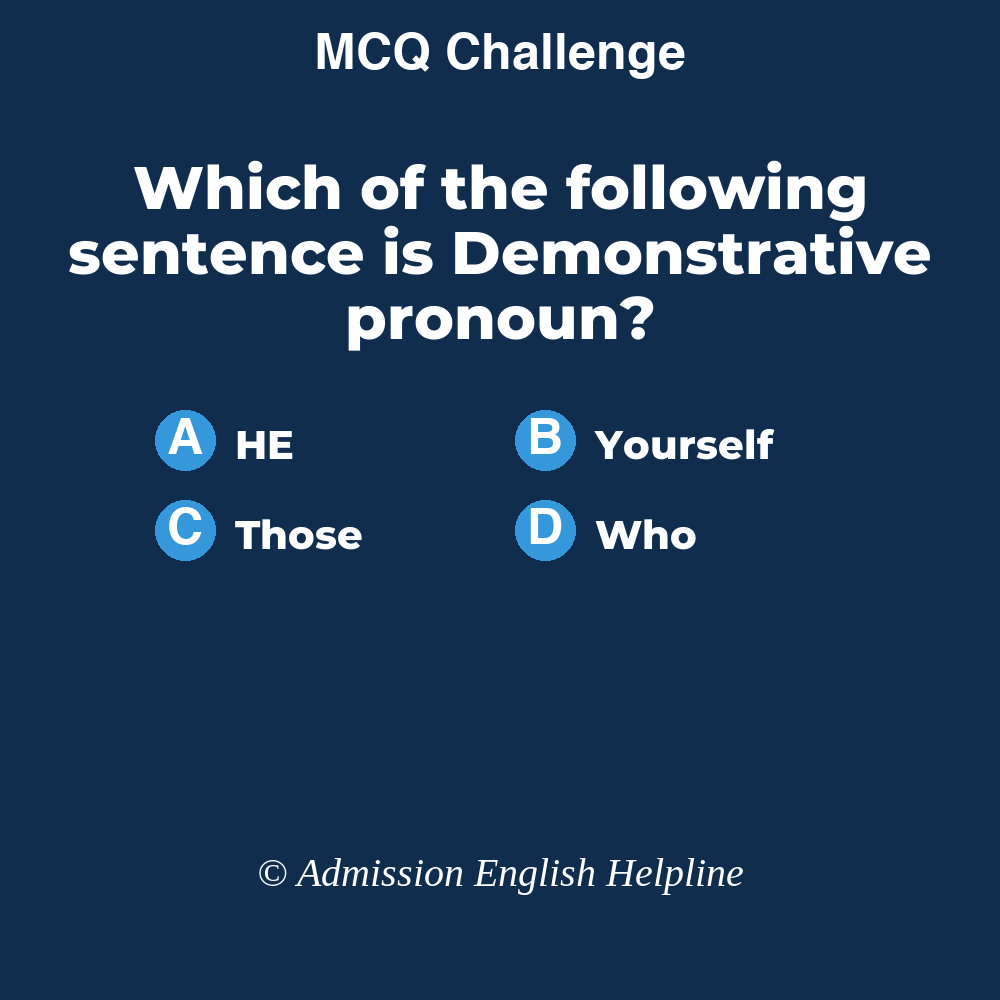 MCQ Challenge
Which of the following
sentence is Demonstrative
pronoun?
A HE
B Yourself
C Those
D Who
© Admission English Helpline